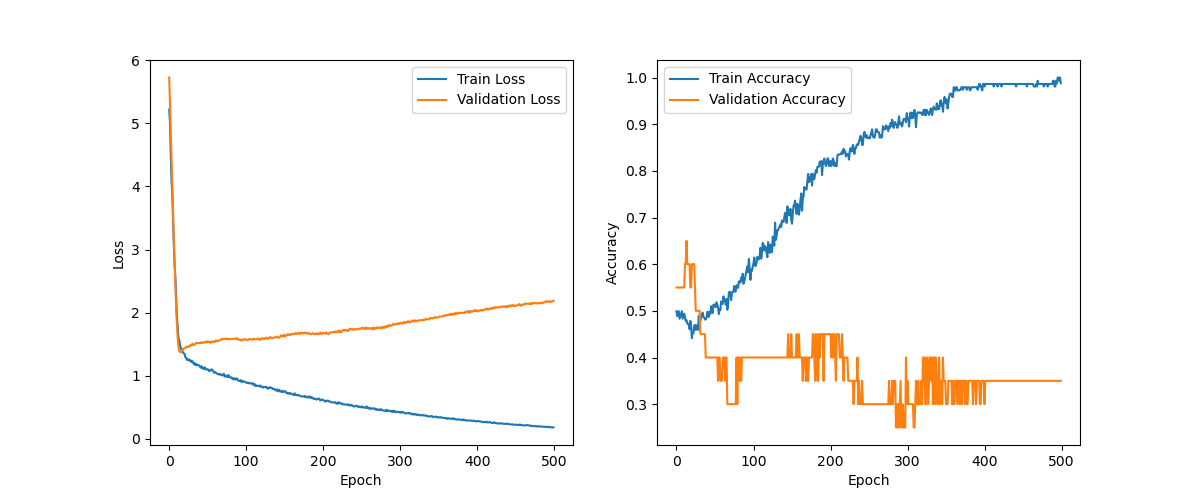 6
5
4
3
2
1
0
Loss
0 100 200 300 400 500
Epoch
Train Loss
Validation Loss
1.0
0.9
0.8
0.7
0.6
0.5
0.4
0.3
Accuracy
0 100 200 300 400 500
Epoch
Train Accuracy
Validation Accuracy